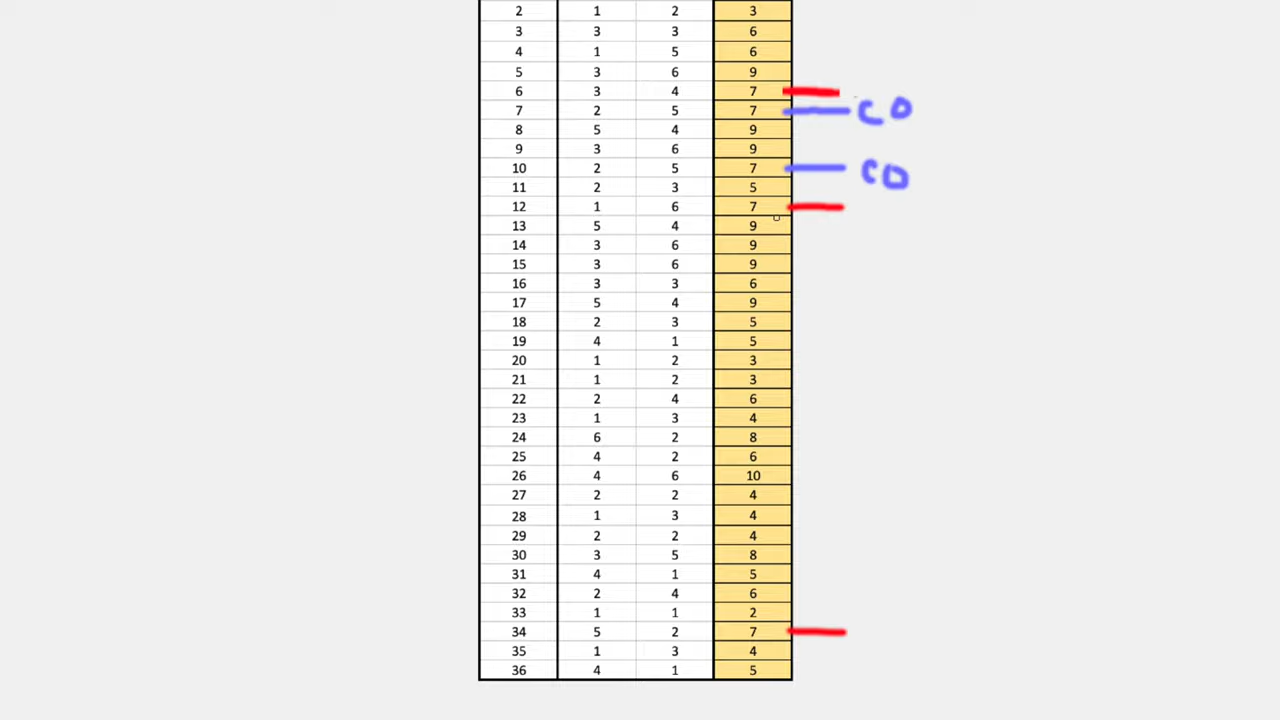 2 1 2 3
3 3 3 6
4 1 5 6
5 3 6 9
6 3 4 7
7 2 5 7 CO
8 5 4 9
9 3 6 9
10 2 5 7 CO
11 2 3 5
12 1 6 7
13 5 4 9
14 3 6 9
15 3 6 9
16 3 3 6
17 5 4 9
18 2 3 5
19 4 1 5
20 1 2 3
21 1 2 3
22 2 4 6
23 1 3 4
24 6 2 8
25 4 2 6
26 4 6 10
27 2 2 4
28 1 3 4
29 2 2 4
30 3 5 8
31 4 1 5
32 2 4 6
33 1 1 2
34 5 2 7
35 1 3 4
36 4 1 5